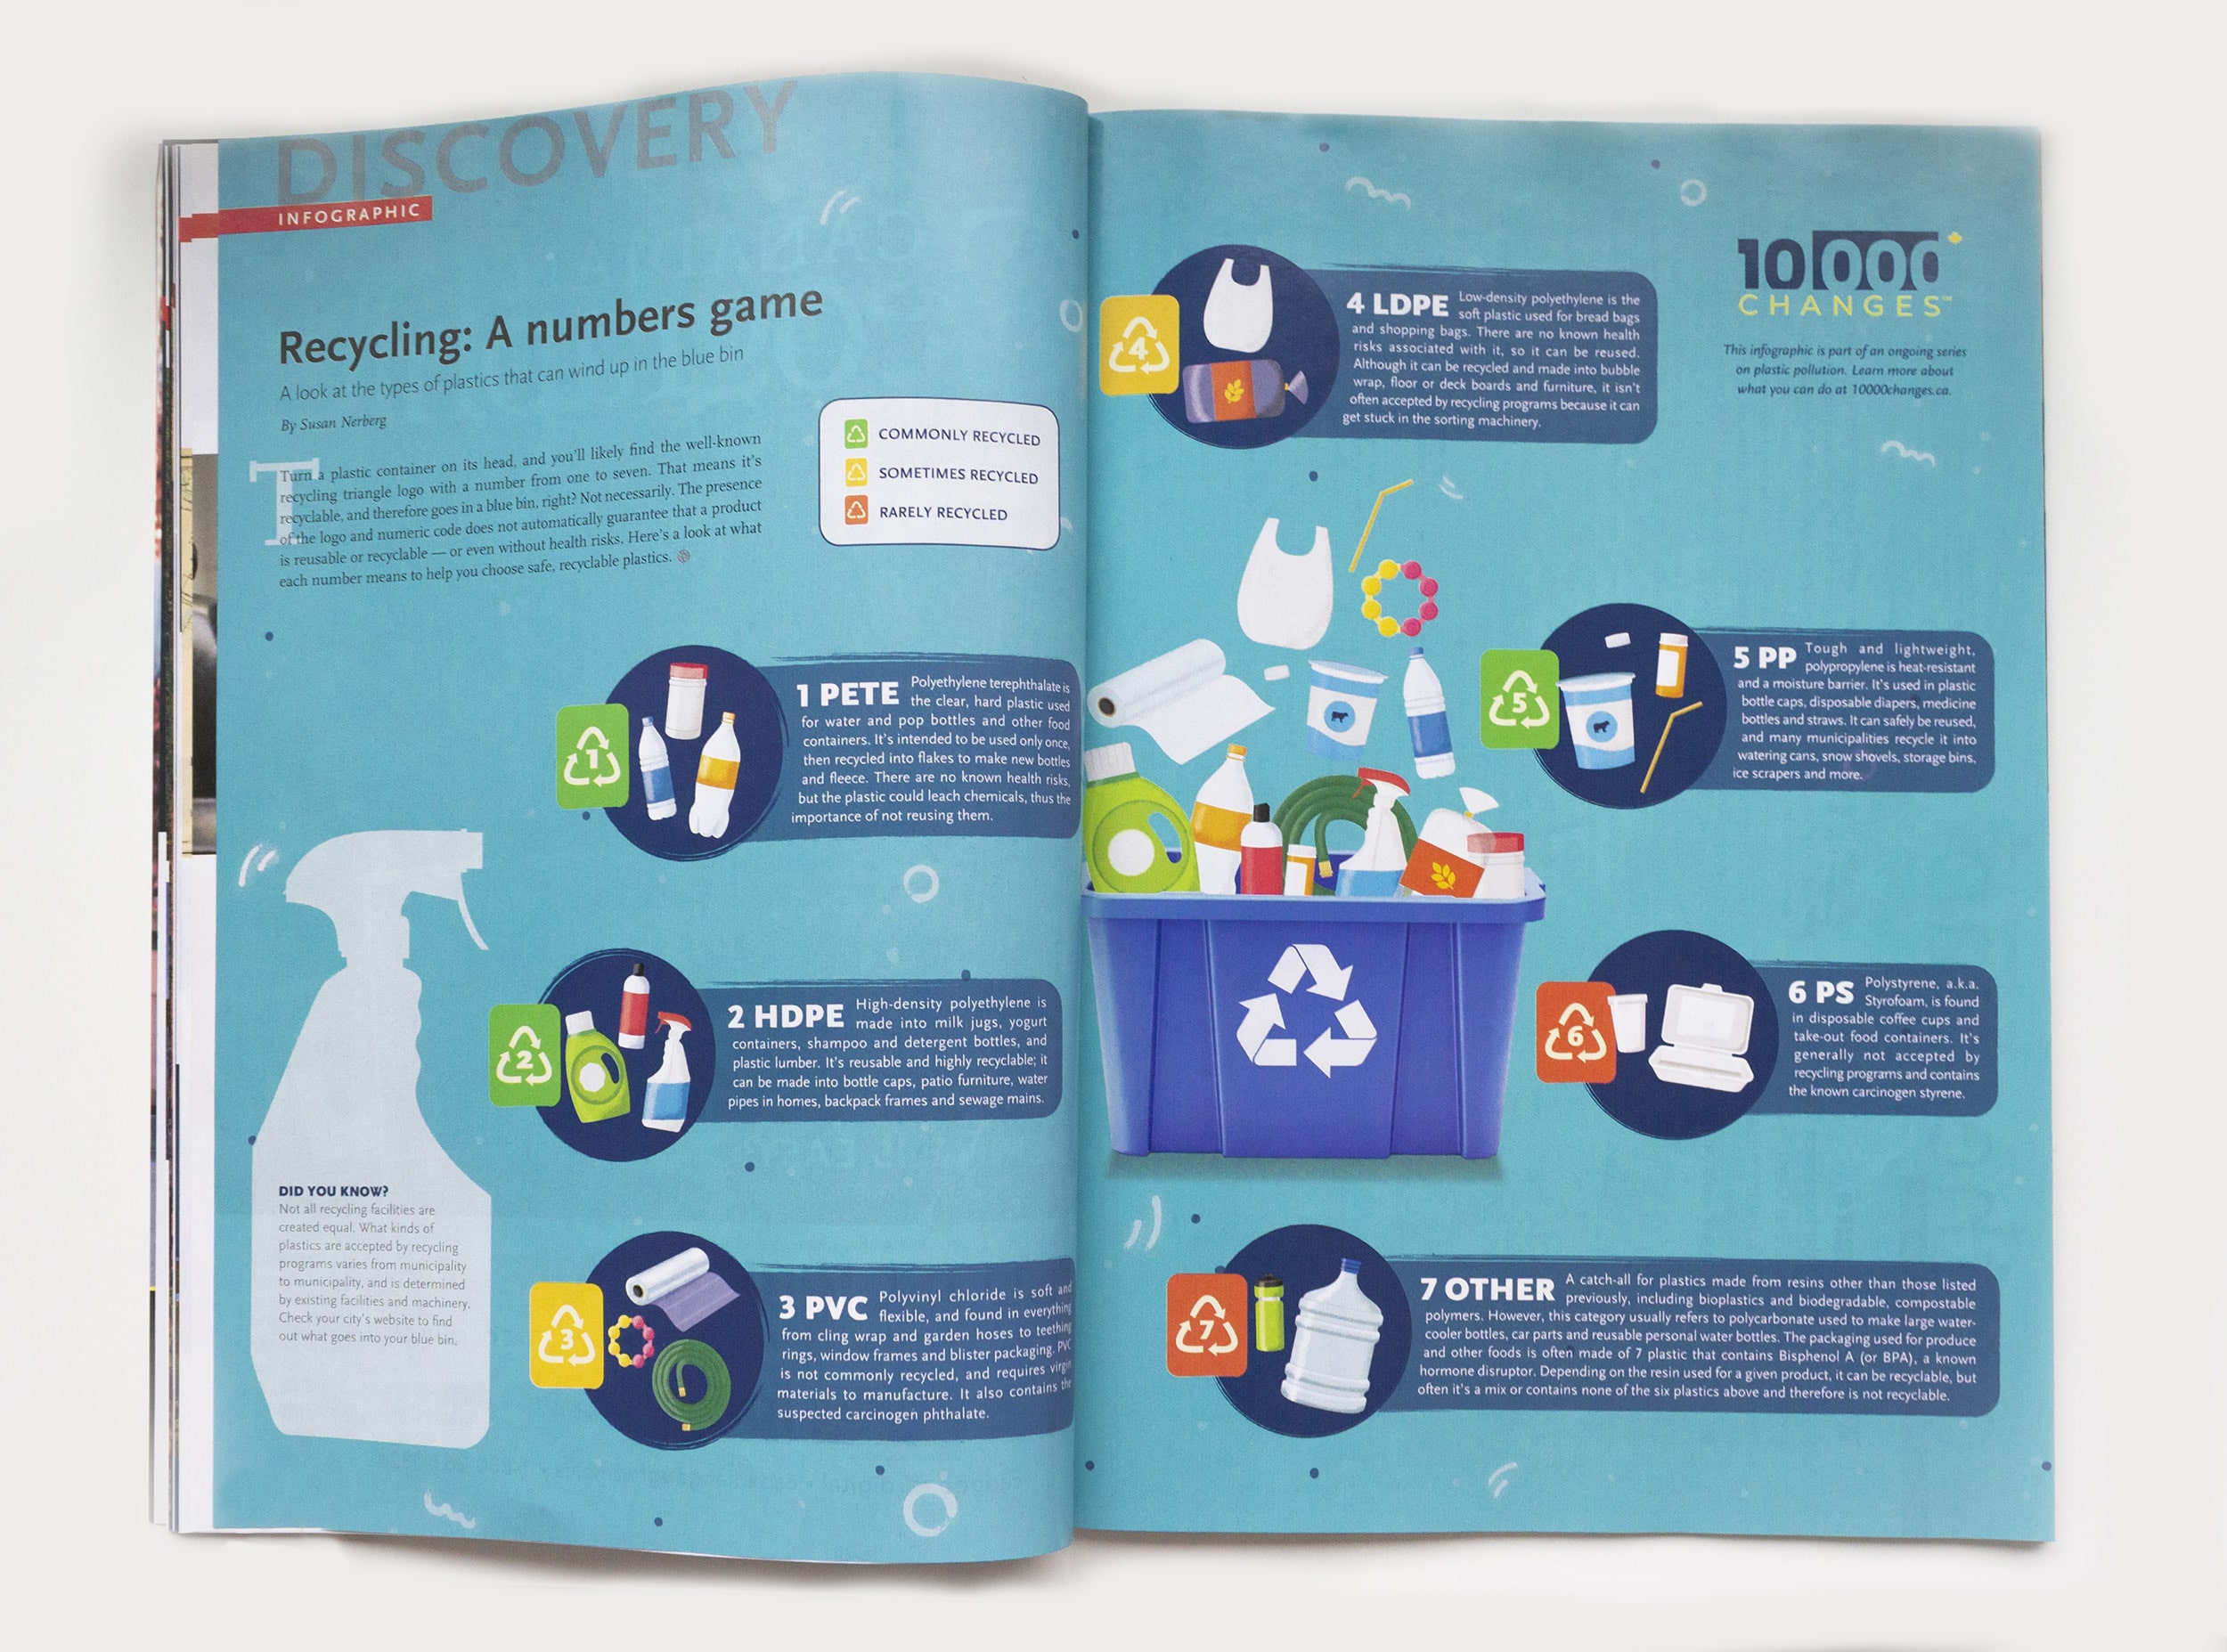 DISCOVERY
INFOGRAPHIC
Recycling: A numbers game
A look at the types of plastics that can wind up in the blue bin
By Susan Nerberg
Turn a plastic container on its head, and you'll likely find the well-known
recycling triangle logo with a number from one to seven. That means it's
recyclable, and therefore goes in a blue bin, right? Not necessarily. The presence
of the logo and numeric code does not automatically guarantee that a product
is reusable or recyclable — or even without health risks. Here's a look at what
each number means to help you choose safe, recyclable plastics.
COMMONLY RECYCLED
SOMETIMES RECYCLED
RARELY RECYCLED
1
1 PETE Polyethylene terephthalate is
the clear, hard plastic used
for water and pop bottles and other food
containers. It's intended to be used only once,
then recycled into flakes to make new bottles
and fleece. There are no known health risks,
but the plastic could leach chemicals, thus the
importance of not reusing them.
2
2 HDPE High-density polyethylene is
made into milk jugs, yogurt
containers, shampoo and detergent bottles, and
plastic lumber. It's reusable and highly recyclable; it
can be made into bottle caps, patio furniture, water
pipes in homes, backpack frames and sewage mains.
DID YOU KNOW?
Not all recycling facilities are
created equal. What kinds of
plastics are accepted by recycling
programs varies from municipality
to municipality, and is determined
by existing facilities and machinery.
Check your city's website to find
out what goes into your blue bin.
3
3 PVC Polyvinyl chloride is soft and
flexible, and found in everything
from cling wrap and garden hoses to teething
rings, window frames and blister packaging. PVC
is not commonly recycled, and requires virgin
materials to manufacture. It also contains the
suspected carcinogen phthalate.
4
4 LDPE Low-density polyethylene is the
soft plastic used for bread bags
and shopping bags. There are no known health
risks associated with it, so it can be reused.
Although it can be recycled and made into bubble
wrap, floor or deck boards and furniture, it isn't
often accepted by recycling programs because it can
get stuck in the sorting machinery.
10 000
CHANGES™
This infographic is part of an ongoing series
on plastic pollution. Learn more about
what you can do at 10000changes.ca.
5
5 PP Tough and lightweight,
polypropylene is heat-resistant
and a moisture barrier. It's used in plastic
bottle caps, disposable diapers, medicine
bottles and straws. It can safely be reused,
and many municipalities recycle it into
watering cans, snow shovels, storage bins,
ice scrapers and more.
6
6 PS Polystyrene, a.k.a.
Styrofoam, is found
in disposable coffee cups and
take-out food containers. It's
generally not accepted by
recycling programs and contains
the known carcinogen styrene.
7
7 OTHER A catch-all for plastics made from resins other than those listed
previously, including bioplastics and biodegradable, compostable
polymers. However, this category usually refers to polycarbonate used to make large water-
cooler bottles, car parts and reusable personal water bottles. The packaging used for produce
and other foods is often made of 7 plastic that contains Bisphenol A (or BPA), a known
hormone disruptor. Depending on the resin used for a given product, it can be recyclable, but
often it's a mix or contains none of the six plastics above and therefore is not recyclable.